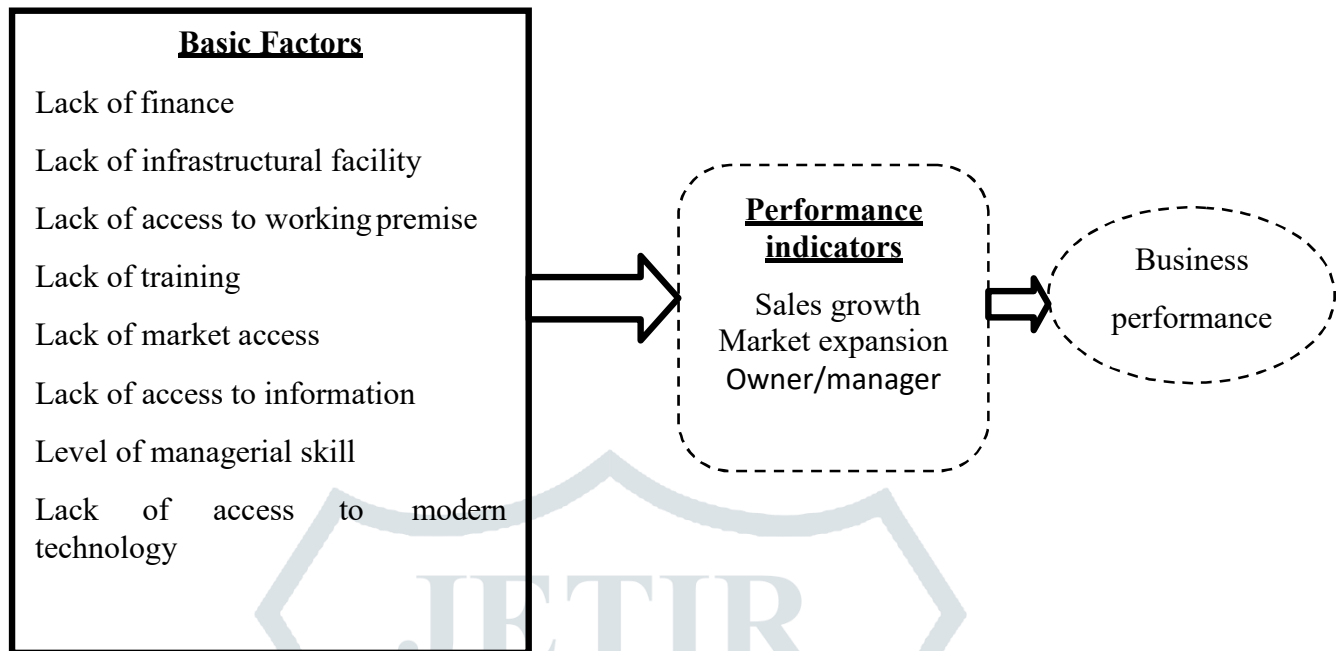 Basic Factors
Lack of finance
Lack of infrastructural facility
Lack of access to working premise
Lack of training
Lack of market access
Lack of access to information
Level of managerial skill
Lack of access to modern
technology
Performance
indicators
Sales growth
Market expansion
Owner/manager
Business
performance
JETIR